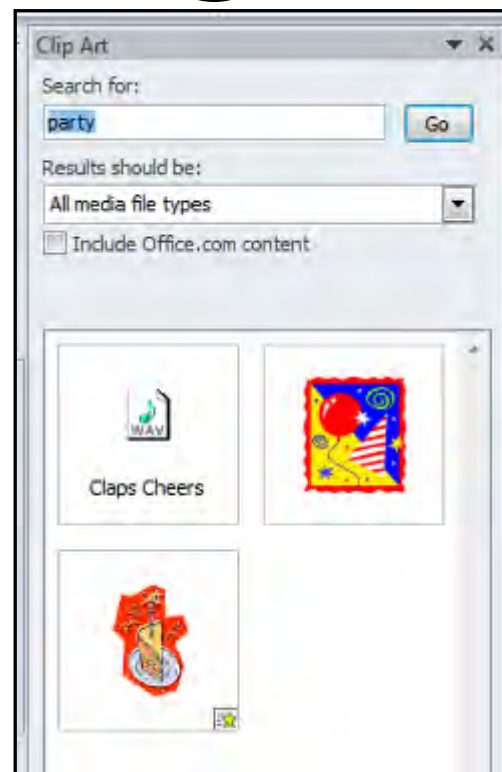 Clip Art
Search for:
party
Go
Results should be:
All media file types
Include Office.com content
WAV
Claps Cheers